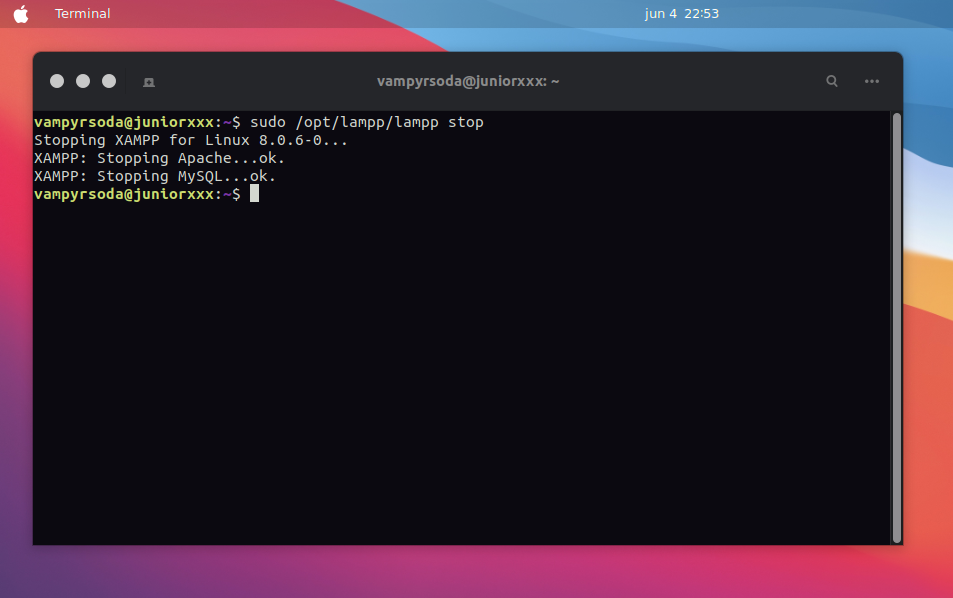 Terminal
jun 4 22:53
vampyrsoda@juniorxxx: ~
vampyrsoda@juniorxxx:~$ sudo /opt/lampp/lampp stop
Stopping XAMPP for Linux 8.0.6-0...
XAMPP: Stopping Apache...ok.
XAMPP: Stopping MySQL...ok.
vampyrsoda@juniorxxx:~$